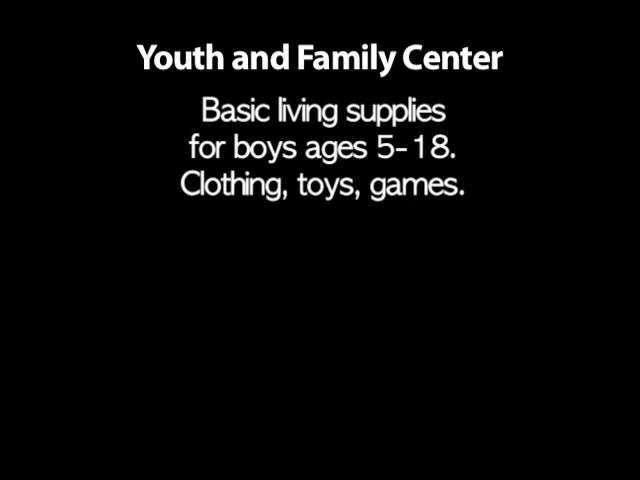 Youth and Family Center
Basic living supplies
for boys ages 5-18.
Clothing, toys, games.